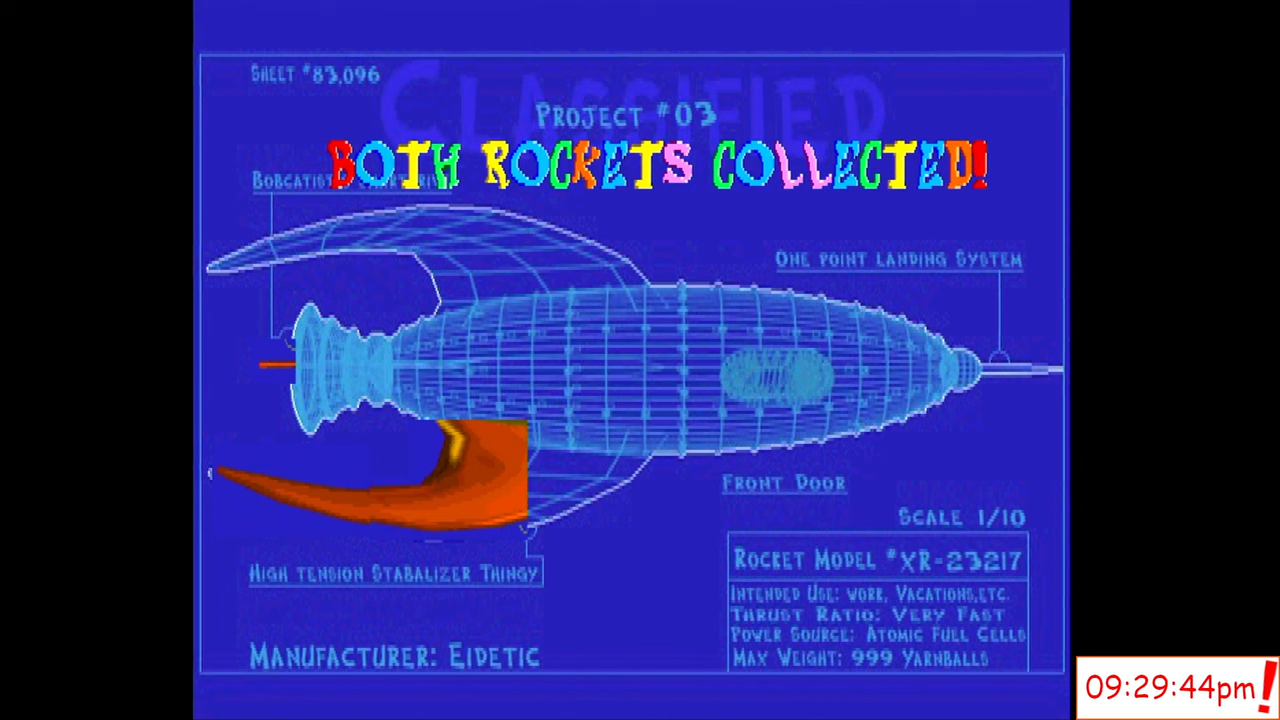 SHEET #83,096
CLASSIFIED
PROJECT #03
BOTH ROCKETS COLLECTED!
ONE POINT LANDING SYSTEM
FRONT DOOR
SCALE 1/10
ROCKET MODEL #XR-23217
HIGH TENSION STABALIZER THINGY
INTENDED USE: WORK, VACATIONS,ETC.
THRUST RATIO: VERY FAST
POWER SOURCE: ATOMIC FULL CELLS
MANUFACTURER: EIDETIC
MAX WEIGHT: 999 YARNBALLS
09:29:44pm!